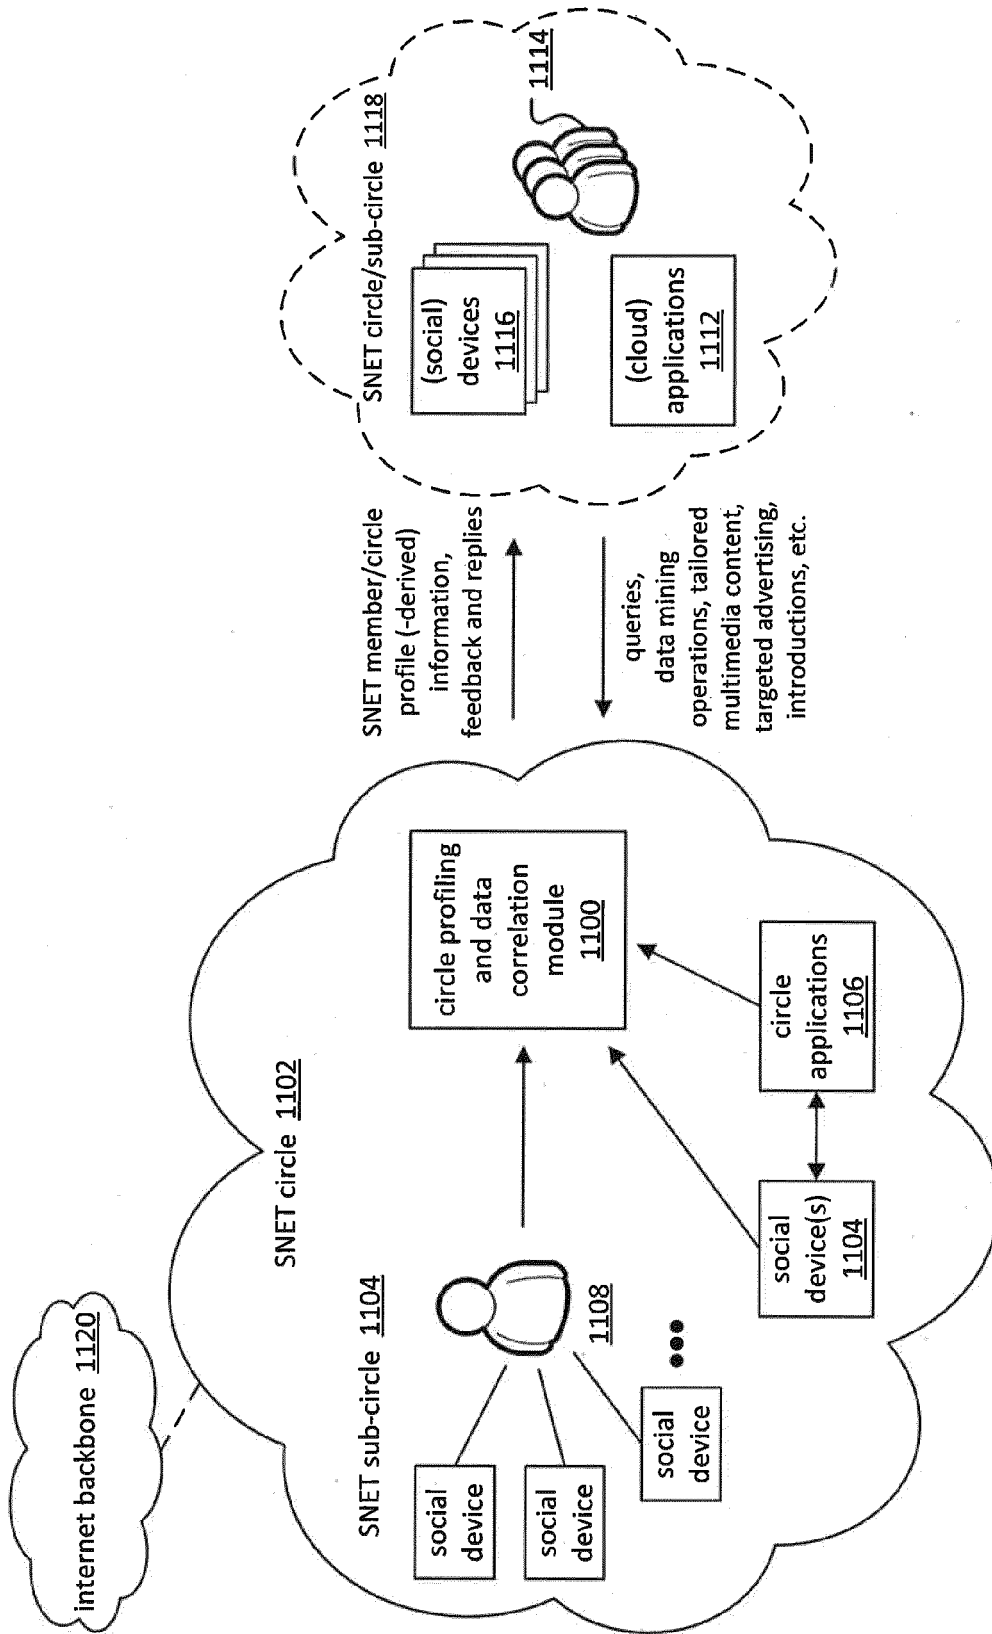 internet backbone 1120
SNET circle 1102
SNET sub-circle 1104
social
device
social
device
social
device
1108
circle profiling
and data
correlation
module
1100
social
device(s)
1104
circle
applications
1106
SNET member/circle
profile (-derived)
information,
feedback and replies
queries,
data mining
operations, tailored
multimedia content,
targeted advertising,
introductions, etc.
SNET circle/sub-circle 1118
(social)
devices
1116
1114
(cloud)
applications
1112